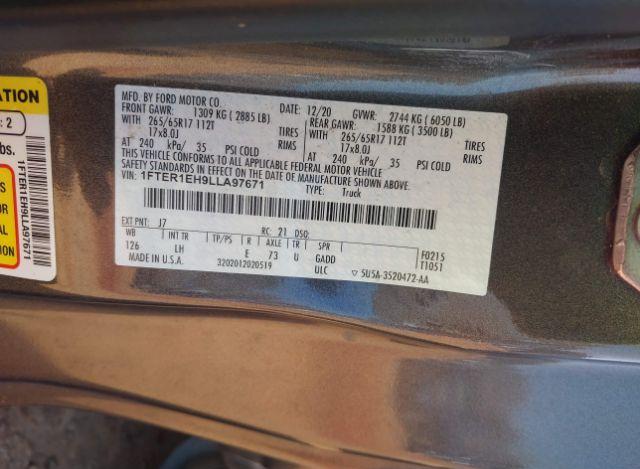 ATION
: 2
bs.
1FTER1EH9LLA97671
MFD. BY FORD MOTOR CO.
12/20 GVWR: 2744 KG ( 6050 LB)
FRONT GAWR: 1309 KG ( 2885 LB) REAR GAWR: 1588 KG ( 3500 LB)
WITH 265/65R17 112T TIRES WITH 265/65R17 112T TIRES
17x8.0J RIMS 17x8.0J RIMS
AT 240 kPa/ 35 PSI COLD AT 240 kPa/ 35 PSI COLD
THIS VEHICLE CONFORMS TO ALL APPLICABLE FEDERAL MOTOR VEHICLE
SAFETY STANDARDS IN EFFECT ON THE DATE OF MANUFACTURE SHOWN ABOVE.
VIN: 1FTER1EH9LLA97671
TYPE: Truck
EXT PNT: J7 RC: 21 DSO:
WB INT TR TP/PS R AXLE TR SPR
126 LH E 73 U GADD F0215
ULC T1051
MADE IN U.S.A. 3202012020519 ▽ 5U5A-3520472-AA